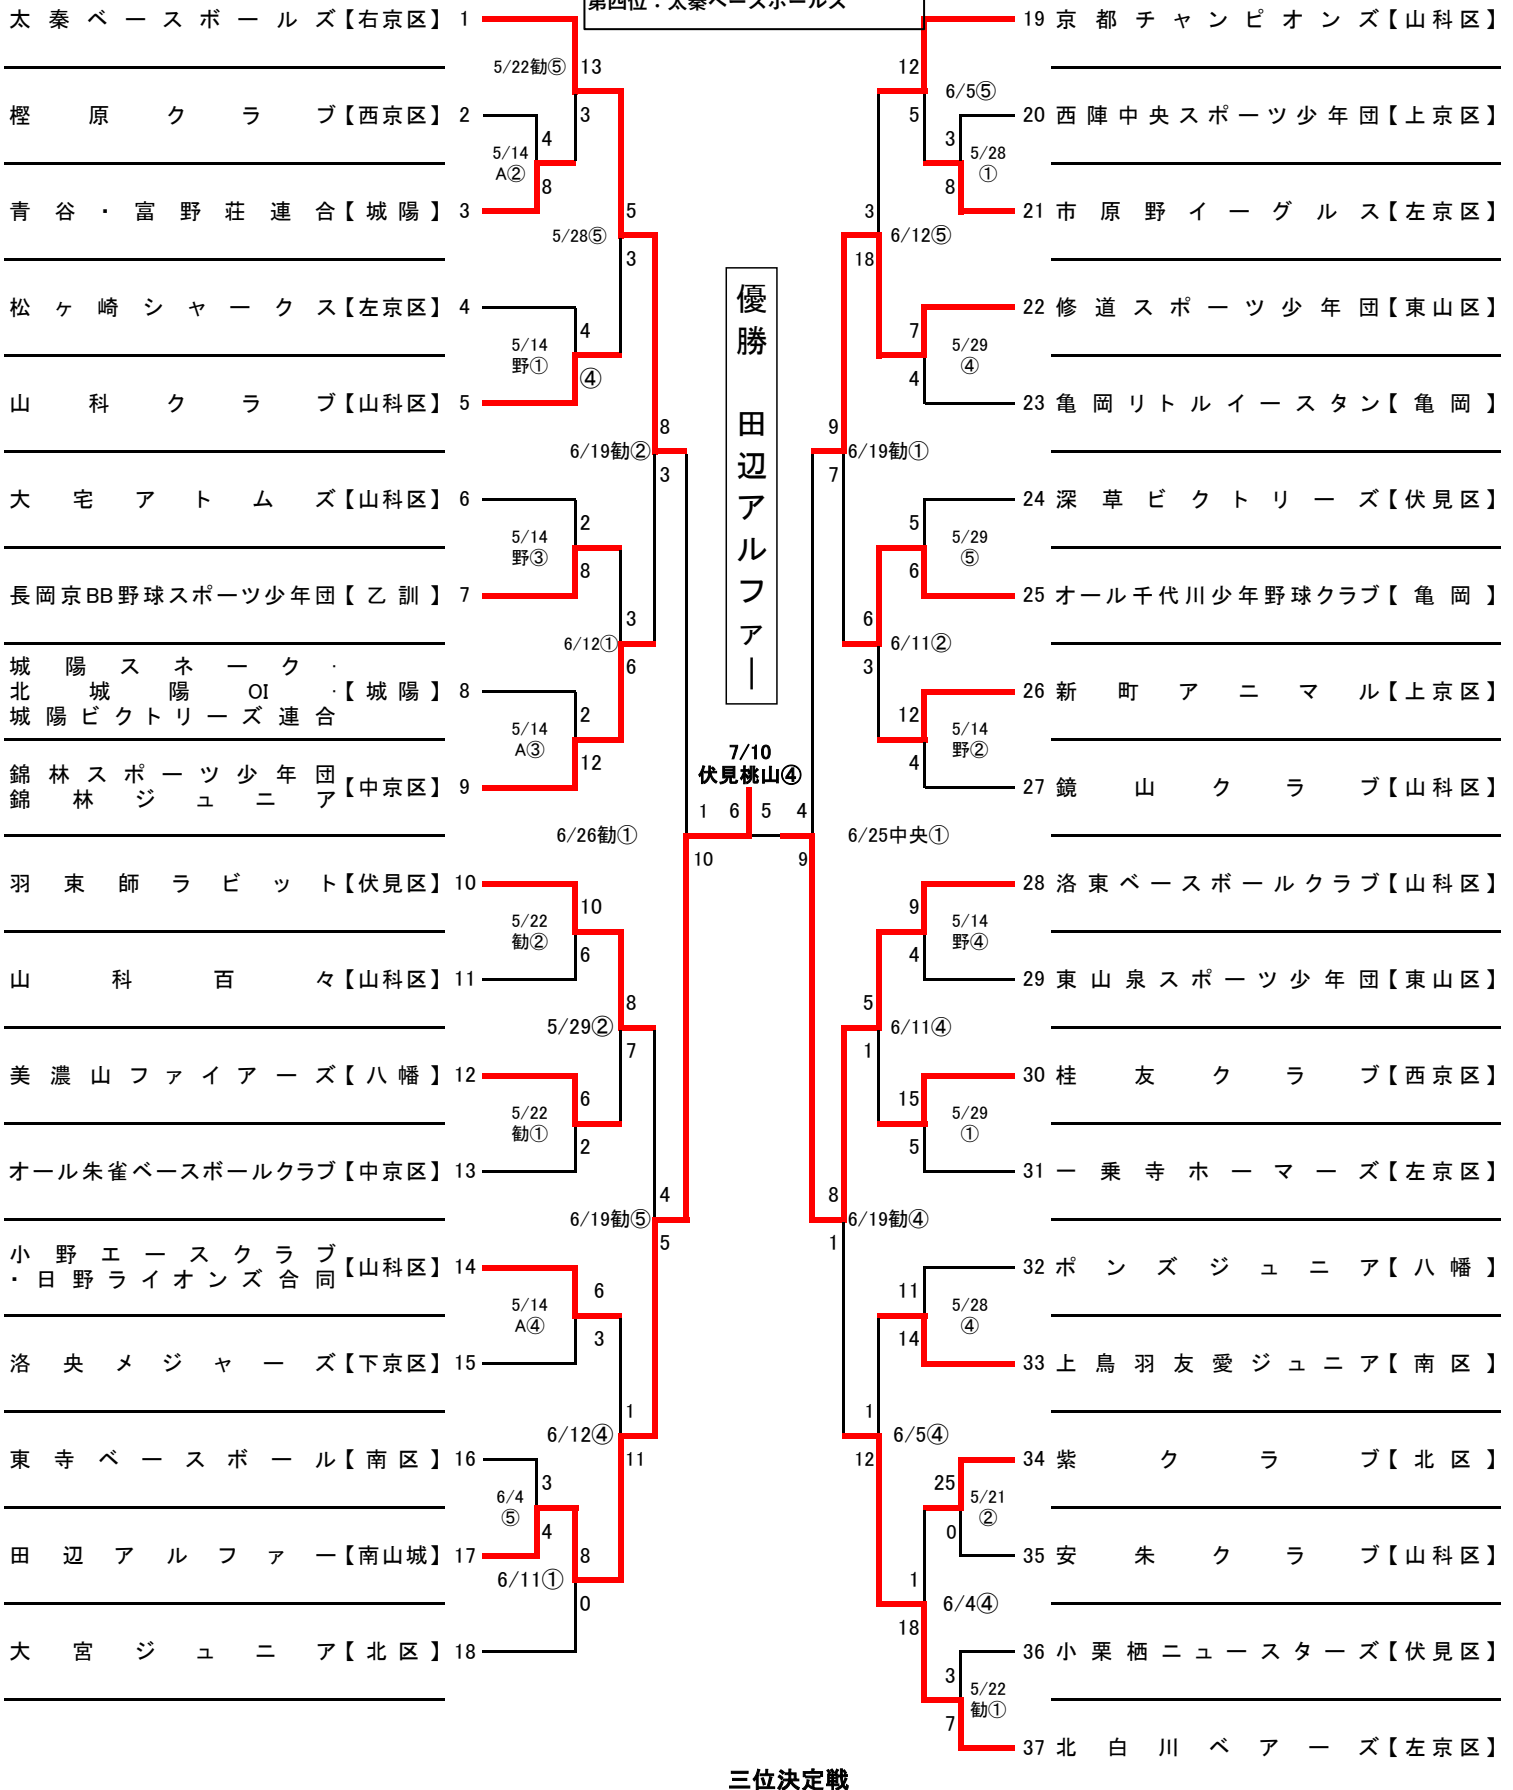 第四位：太秦ベースボールズ
太秦ベースボールズ【右京区】1
5/22勧⑤ 13
3
樫原クラブ【西京区】2
4
5/14
A②
8
青谷・富野荘連合【城陽】3
5
5/28⑤
3
松ヶ崎シャークス【左京区】4
4
5/14
野①
④
山科クラブ【山科区】5
8
6/19勧②
3
大宅アトムズ【山科区】6
2
5/14
野③
8
長岡京BB野球スポーツ少年団【乙訓】7
3
6/12①
6
城陽スネーク・
北城陽OI・【城陽】8
城陽ビクトリーズ連合
2
5/14
A③
12
錦林スポーツ少年団
錦林ジュニア【中京区】9
1
6/26勧①
10
羽束師ラビット【伏見区】10
10
5/22
勧②
6
山科百々【山科区】11
8
5/29②
7
美濃山ファイアーズ【八幡】12
6
5/22
勧①
2
オール朱雀ベースボールクラブ【中京区】13
4
6/19勧⑤
5
小野エースクラブ
・日野ライオンズ合同【山科区】14
6
5/14
A④
3
洛央メジャーズ【下京区】15
1
6/12④
11
東寺ベースボール【南区】16
3
6/4
⑤
4
田辺アルファー【南山城】17
8
6/11①
0
大宮ジュニア【北区】18
優勝 田辺アルファー
7/10
伏見桃山④
6 5
19 京都チャンピオンズ【山科区】
12
6/5⑤
5
20 西陣中央スポーツ少年団【上京区】
3
5/28
①
8
21 市原野イーグルス【左京区】
3
6/12⑤
18
22 修道スポーツ少年団【東山区】
7
5/29
④
4
23 亀岡リトルイースタン【亀岡】
9
6/19勧①
7
24 深草ビクトリーズ【伏見区】
5
5/29
⑤
6
25 オール千代川少年野球クラブ【亀岡】
6
6/11②
3
26 新町アニマル【上京区】
12
5/14
野②
4
27 鏡山クラブ【山科区】
4
6/25中央①
9
28 洛東ベースボールクラブ【山科区】
9
5/14
野④
4
29 東山泉スポーツ少年団【東山区】
5
6/11④
1
30 桂友クラブ【西京区】
15
5/29
①
5
31 一乗寺ホーマーズ【左京区】
8
6/19勧④
1
32 ポンズジュニア【八幡】
11
5/28
④
14
33 上鳥羽友愛ジュニア【南区】
1
6/5④
12
34 紫クラブ【北区】
25
5/21
②
0
35 安朱クラブ【山科区】
1
6/4④
18
36 小栗栖ニュースターズ【伏見区】
3
5/22
勧①
7
37 北白川ベアーズ【左京区】
三位決定戦